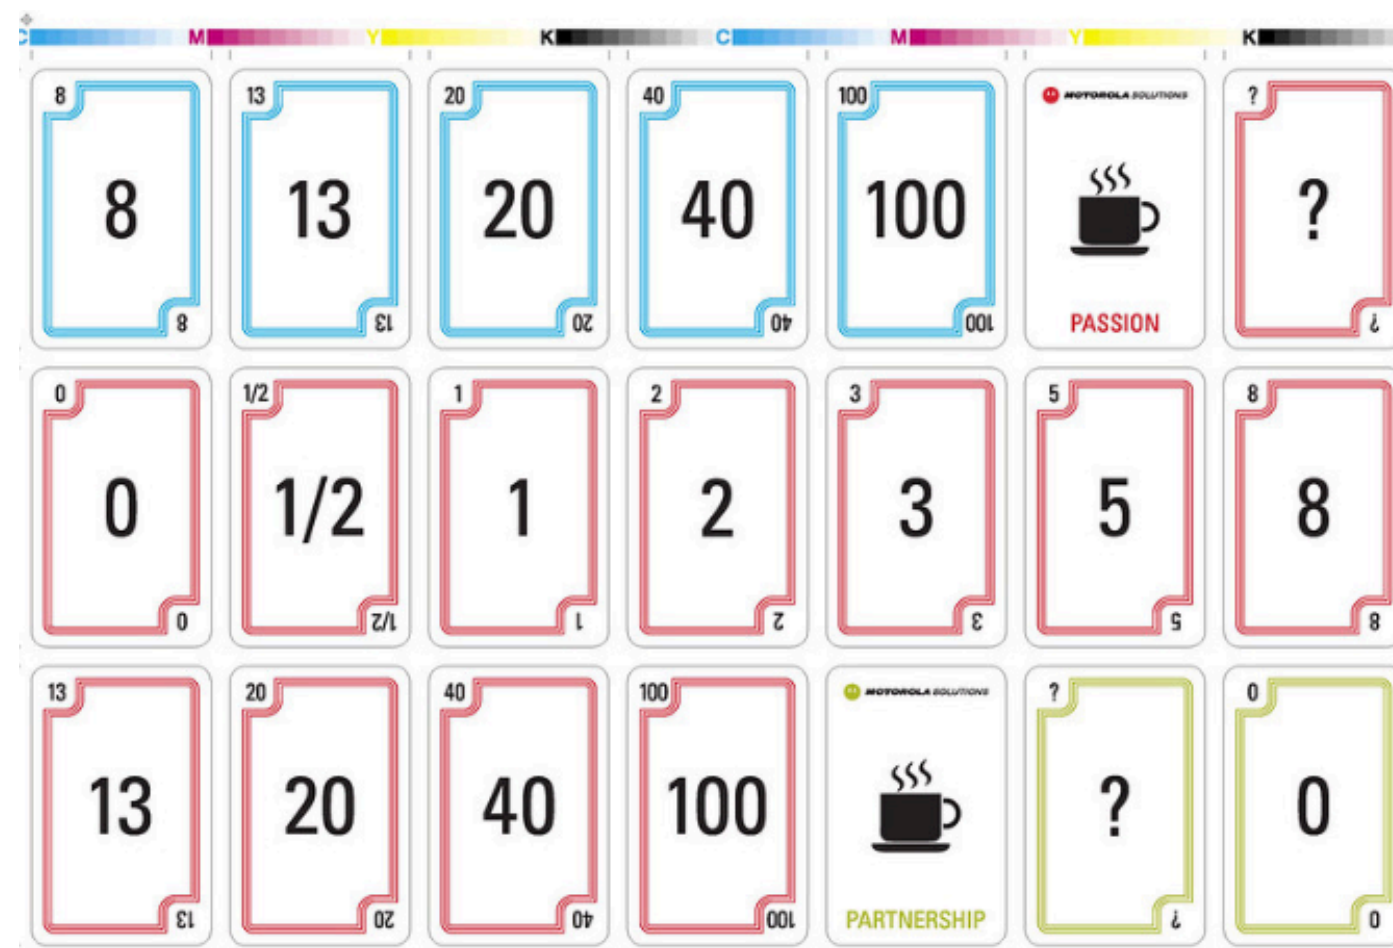 C M Y K C M Y K
8 13 20 40 100 MOTOROLA SOLUTIONS ?
8 13 20 40 100 ?
8 13 20 40 100 PASSION ?
0 1/2 1 2 3 5 8
0 1/2 1 2 3 5 8
0 1/2 1 2 3 5 8
13 20 40 100 MOTOROLA SOLUTIONS ? 0
13 20 40 100 ? 0
13 20 40 100 PARTNERSHIP ? 0